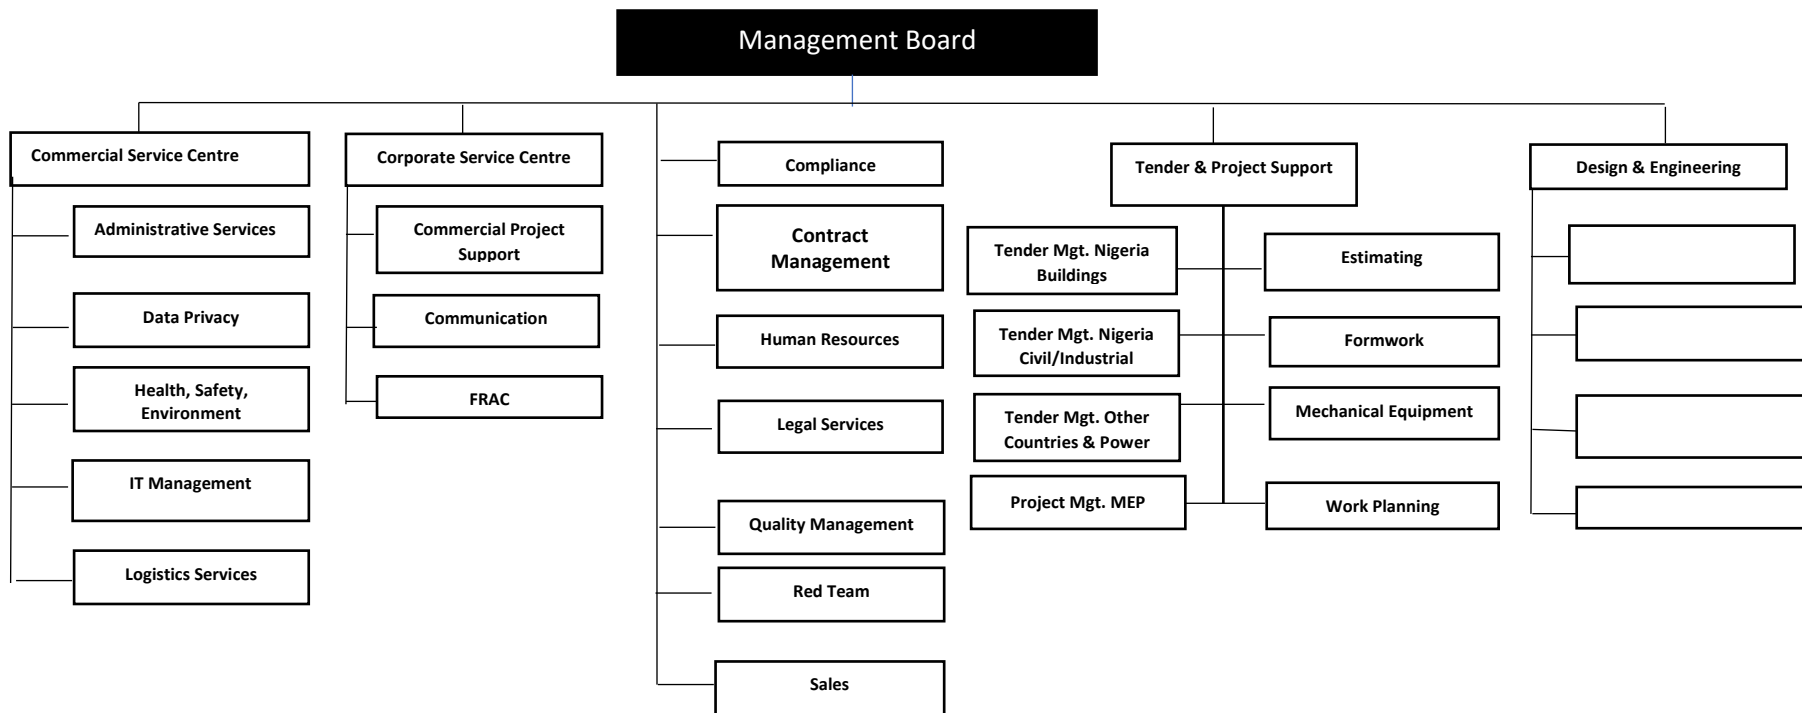 Management Board
Commercial Service Centre
Administrative Services
Data Privacy
Health, Safety,
Environment
IT Management
Logistics Services
Corporate Service Centre
Commercial Project
Support
Communication
FRAC
Compliance
Contract
Management
Human Resources
Legal Services
Quality Management
Red Team
Sales
Tender & Project Support
Tender Mgt. Nigeria
Buildings
Tender Mgt. Nigeria
Civil/Industrial
Tender Mgt. Other
Countries & Power
Project Mgt. MEP
Estimating
Formwork
Mechanical Equipment
Work Planning
Design & Engineering